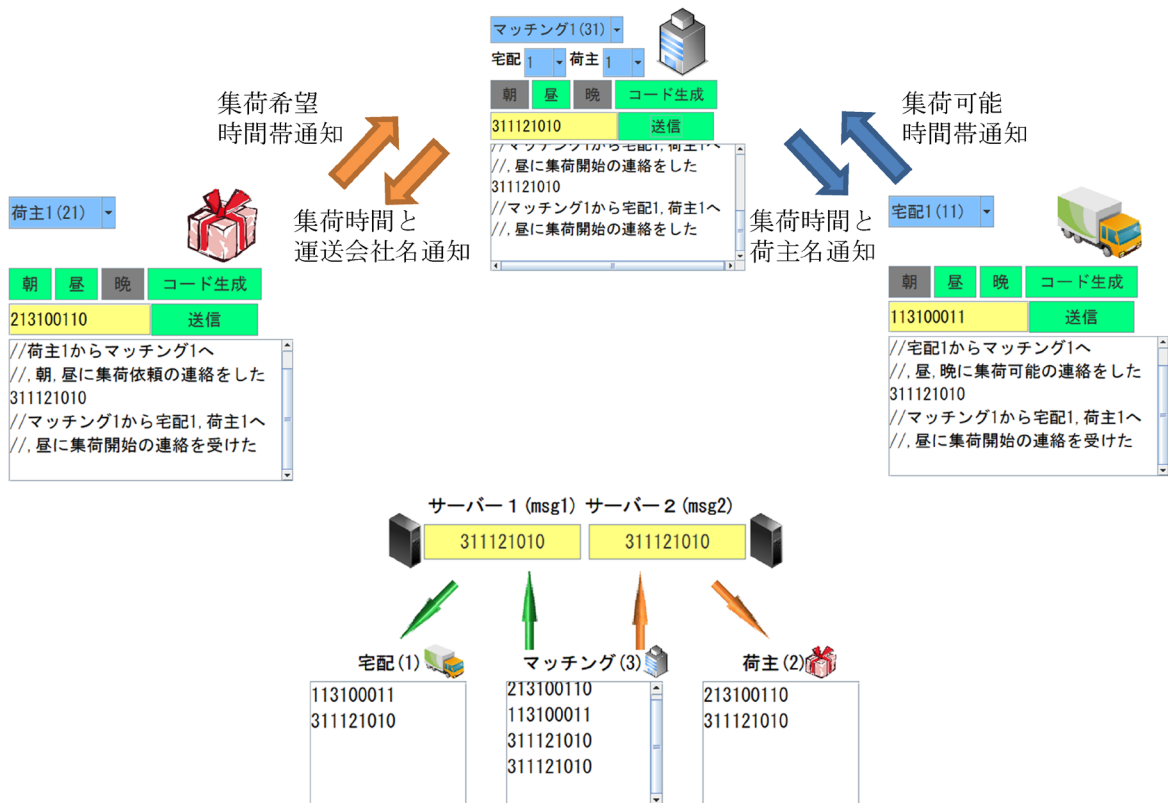 マッチング1(31)
宅配 1 荷主 1
朝 昼 晩 コード生成
311121010 送信
//マッチング1から宅配1,荷主1へ
//,昼に集荷開始の連絡をした
311121010
//マッチング1から宅配1,荷主1へ
//,昼に集荷開始の連絡をした
集荷希望
時間帯通知
集荷時間と
運送会社名通知
集荷可能
時間帯通知
集荷時間と
荷主名通知
荷主1(21)
朝 昼 晩 コード生成
213100110 送信
//荷主1からマッチング1へ
//,朝,昼に集荷依頼の連絡をした
311121010
//マッチング1から宅配1,荷主1へ
//,昼に集荷開始の連絡を受けた
宅配1(11)
朝 昼 晩 コード生成
113100011 送信
//宅配1からマッチング1へ
//,昼,晩に集荷可能の連絡をした
311121010
//マッチング1から宅配1,荷主1へ
//,昼に集荷開始の連絡を受けた
サーバー1(msg1) サーバー2(msg2)
311121010 311121010
宅配(1)
113100011
311121010
マッチング(3)
213100110
113100011
311121010
311121010
荷主(2)
213100110
311121010